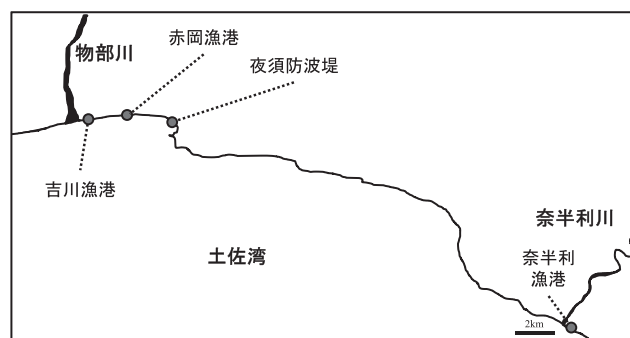 赤岡漁港
物部川
夜須防波堤
吉川漁港
奈半利川
土佐湾
奈半利
漁港
2km